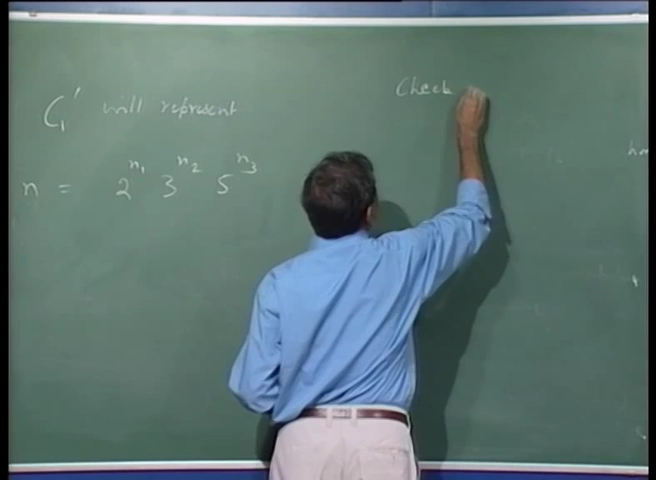 C₁' will represent
n = 2^n₁ 3^n₂ 5^n₃
Check